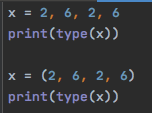 x = 2, 6, 2, 6
print(type(x))
x = (2, 6, 2, 6)
print(type(x))